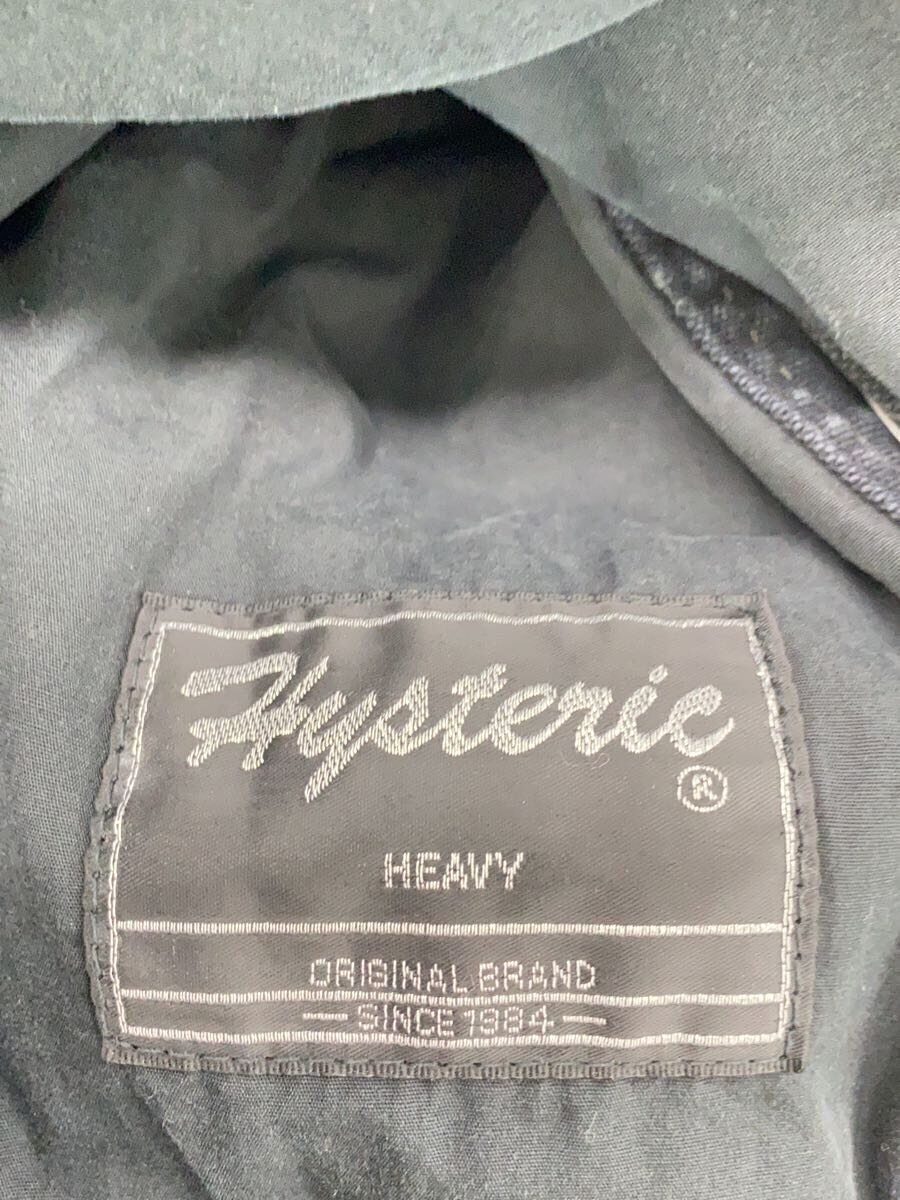 Hysteric
®
HEAVY
ORIGINAL BRAND
— SINCE 1984 —